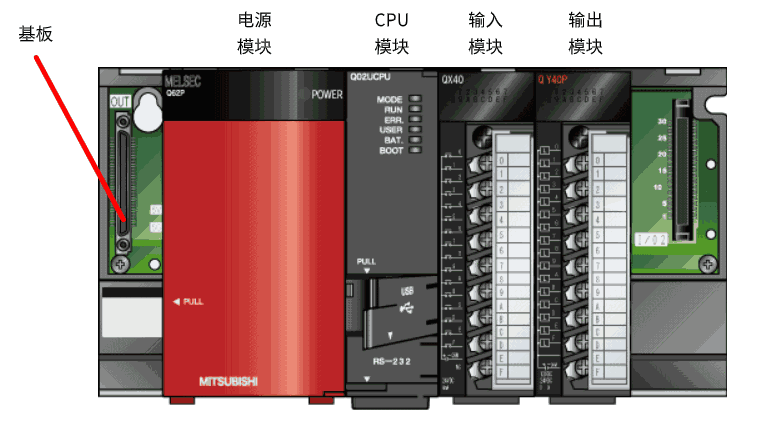 电源
模块
CPU
模块
输入
模块
输出
模块
基板
MELSEC
Q62P
POWER
Q02UCPU
MODE
RUN
ERR.
USER
BAT.
BOOT
QX40
QY40P
OUT
30
25
20
15
10
5
I/02
0
1
2
3
4
5
6
7
8
9
A
B
C
D
E
F
0
1
2
3
4
5
6
7
8
9
A
B
C
D
E
F
PULL
USB
PULL
RS-232
MITSUBISHI